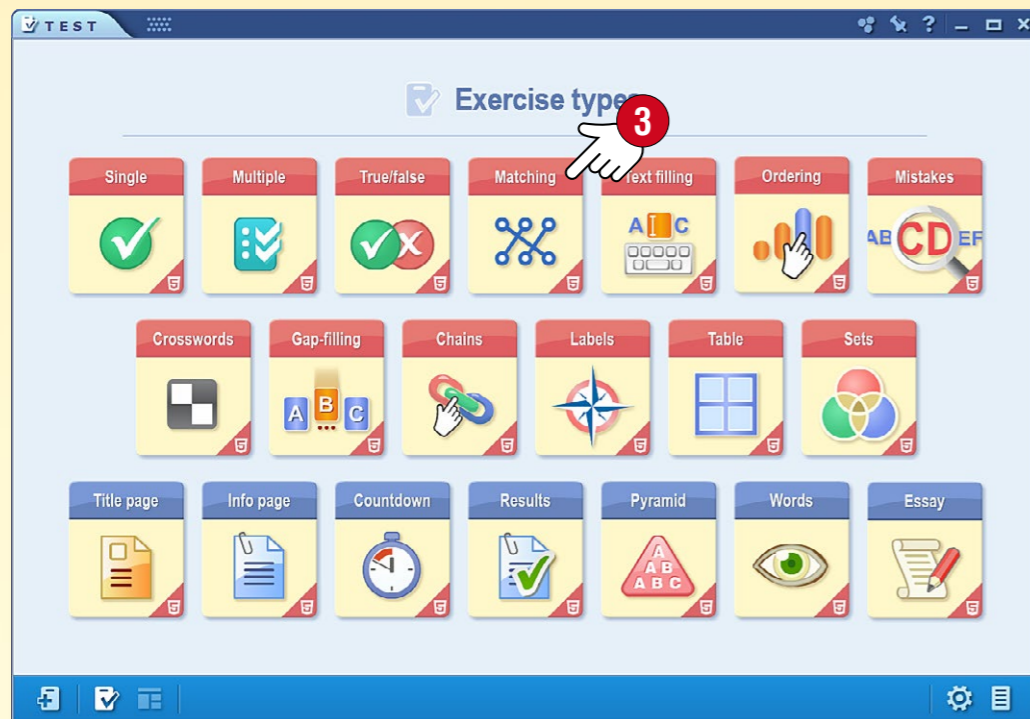 TEST
Exercise types
3
Single Multiple True/false Matching Text filling Ordering Mistakes
A C
AB CD EF
Crosswords Gap-filling Chains Labels Table Sets
A B C
Title page Info page Countdown Results Pyramid Words Essay
A
A B
A B C